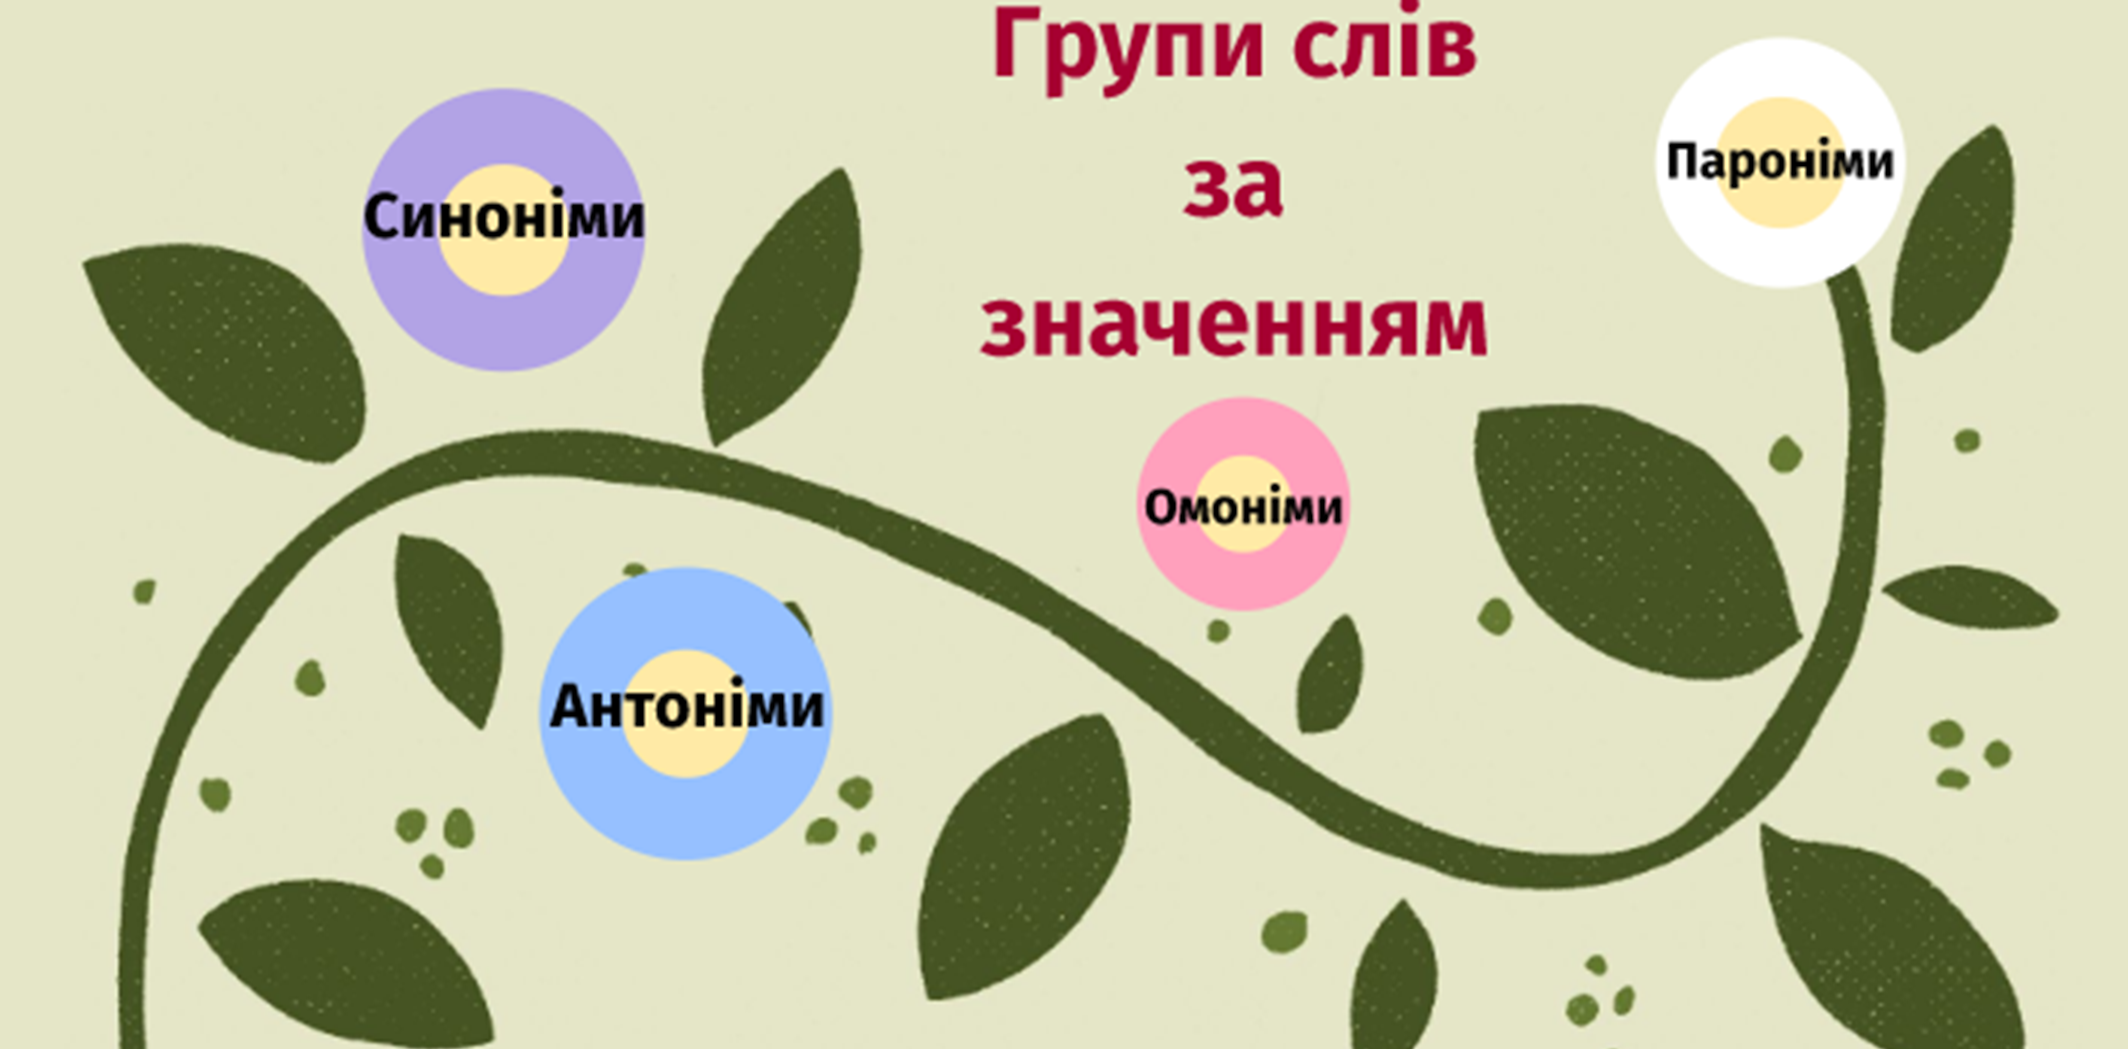 Групи слів
за
значенням
Синоніми
Пароніми
Омоніми
Антоніми